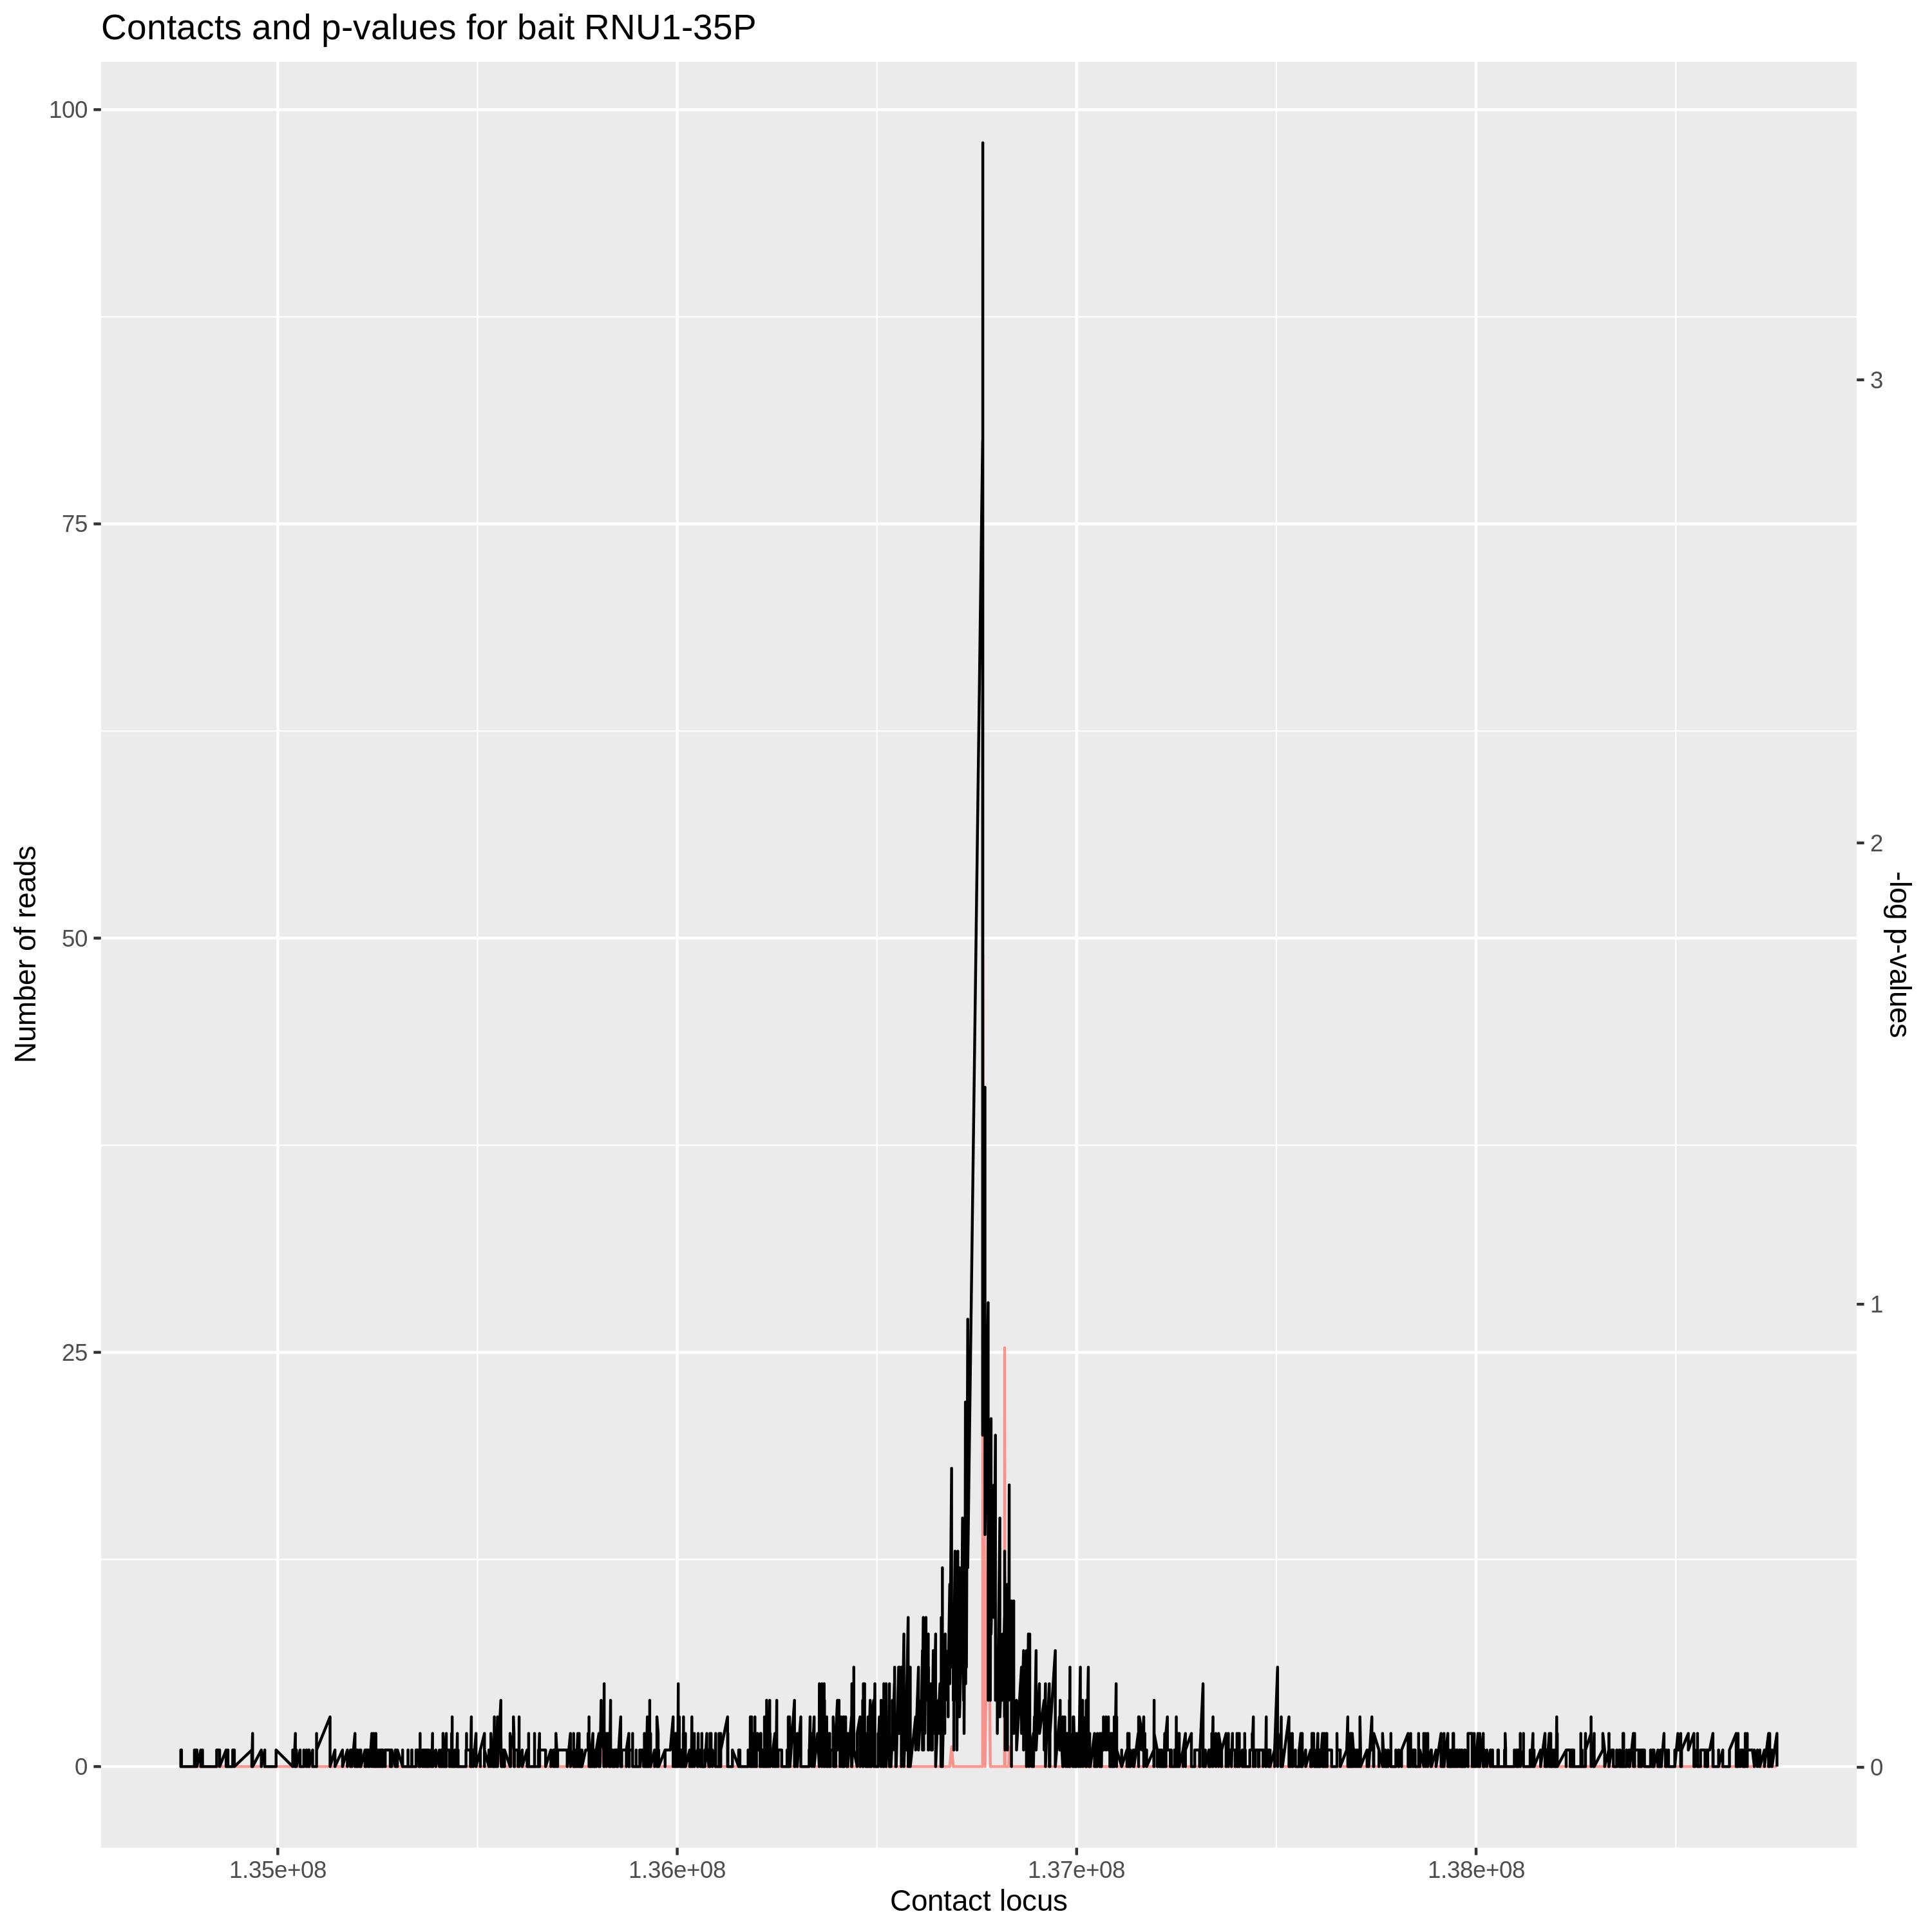 Contacts and p-values for bait RNU1-35P
100
75
50
25
0
Number of reads
3
2
1
0
-log p-values
1.35e+08
1.36e+08
1.37e+08
1.38e+08
Contact locus